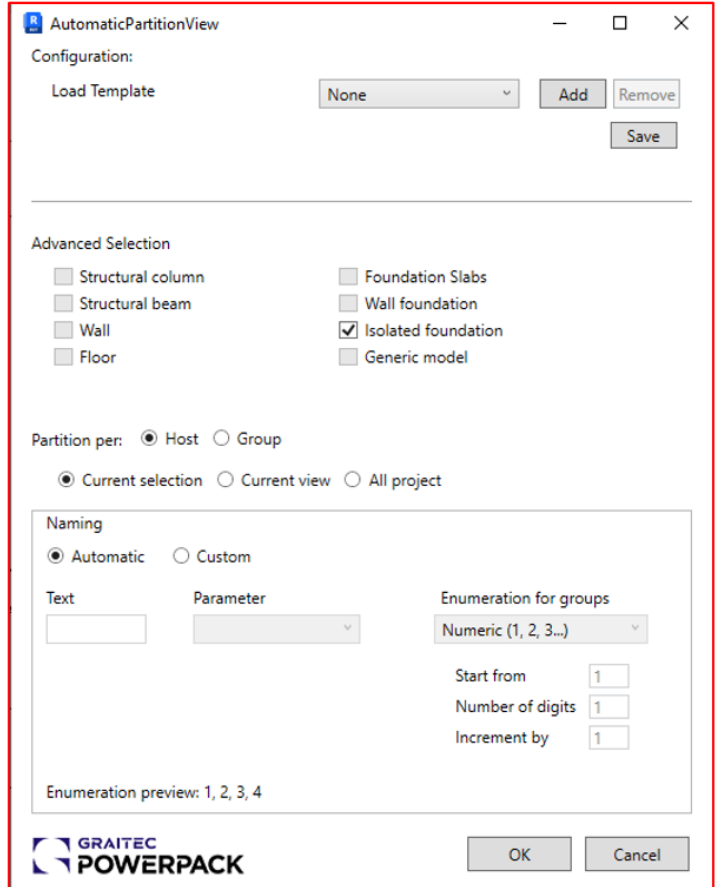 AutomaticPartitionView
Configuration:
Load Template None Add Remove
Save
Advanced Selection
Structural column Foundation Slabs
Structural beam Wall foundation
Wall Isolated foundation
Floor Generic model
Partition per: Host Group
Current selection Current view All project
Naming
Automatic Custom
Text Parameter Enumeration for groups
Numeric (1, 2, 3...)
Start from 1
Number of digits 1
Increment by 1
Enumeration preview: 1, 2, 3, 4
GRAITEC
POWERPACK
OK Cancel